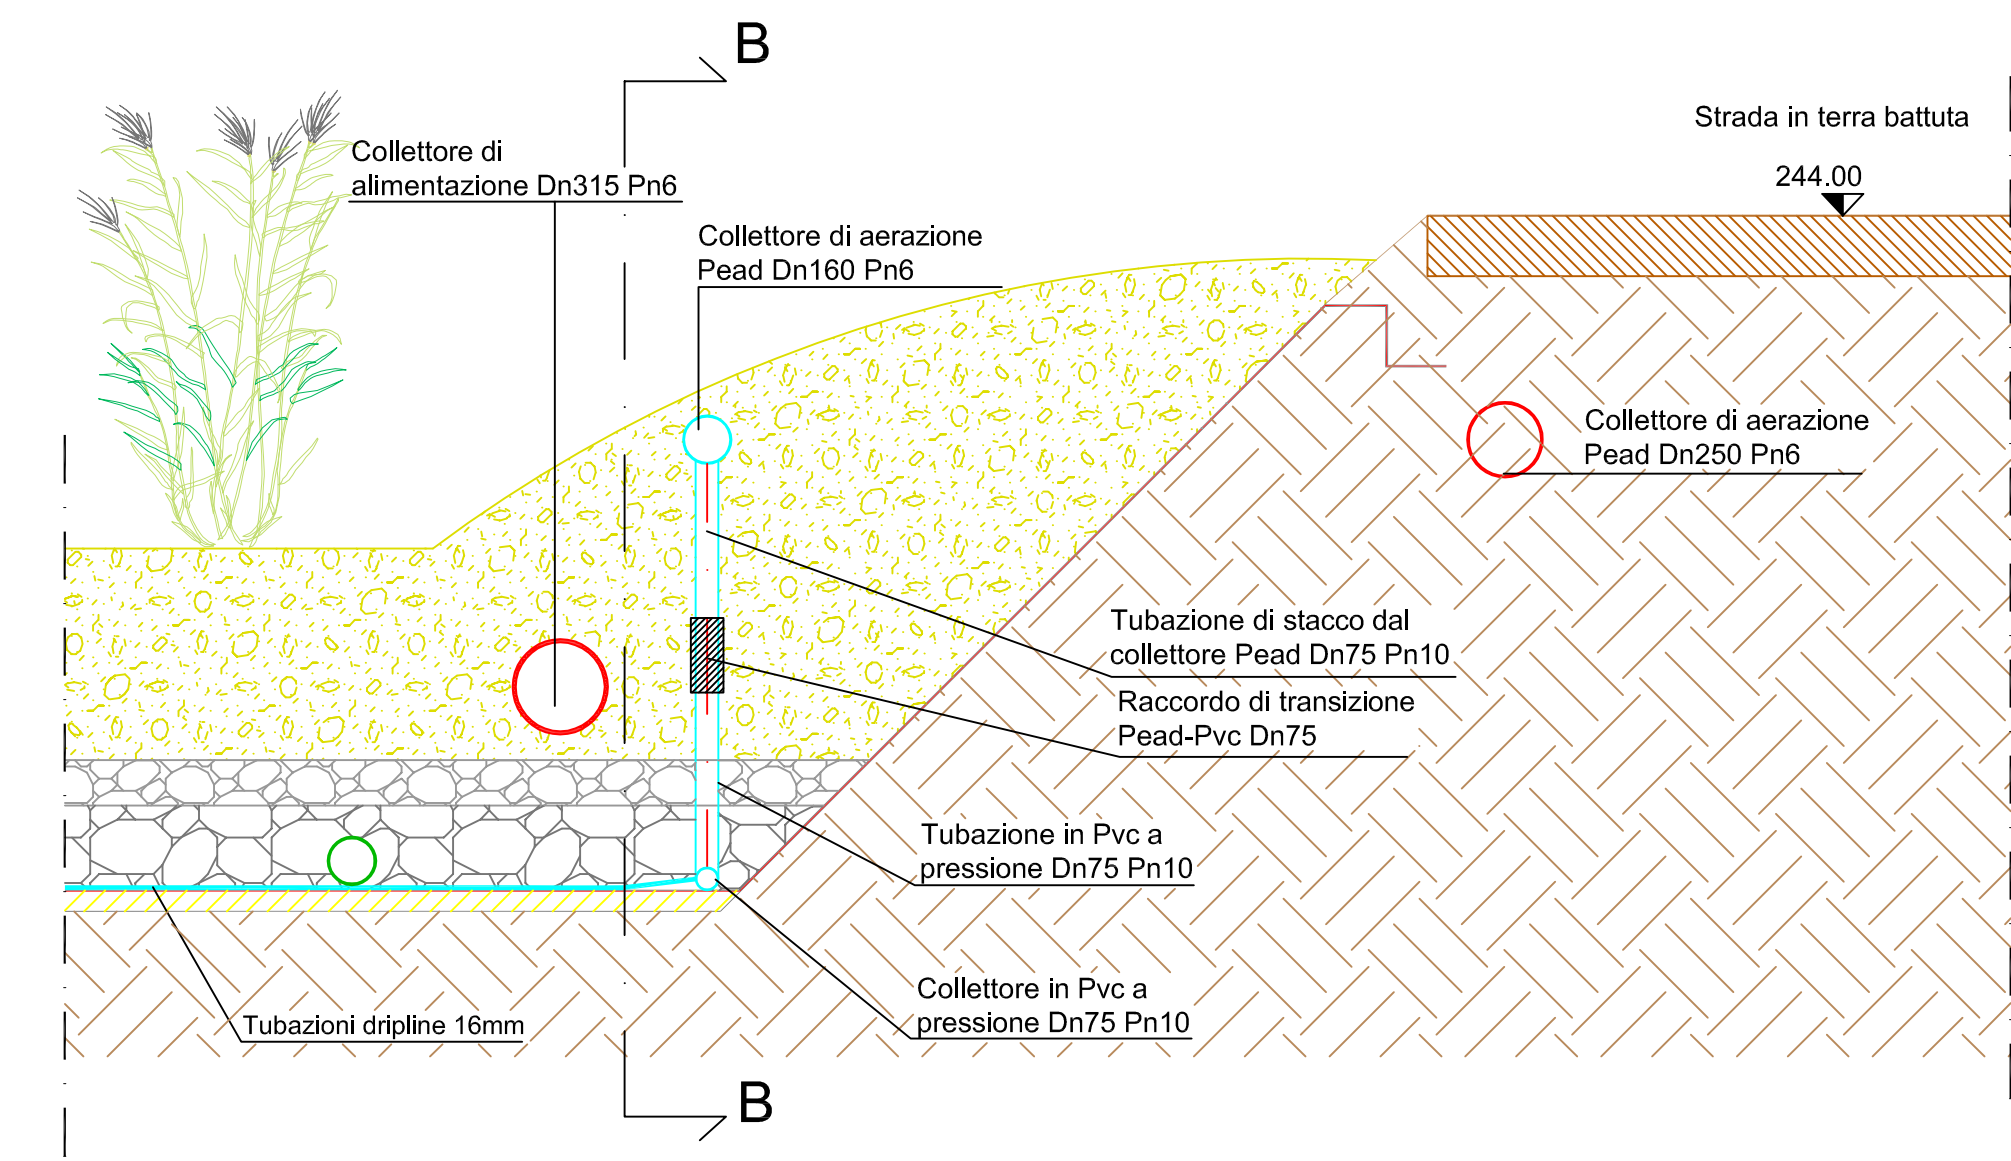 B
Strada in terra battuta
244.00
Collettore di
alimentazione Dn315 Pn6
Collettore di aerazione
Pead Dn160 Pn6
Collettore di aerazione
Pead Dn250 Pn6
Tubazione di stacco dal
collettore Pead Dn75 Pn10
Raccordo di transizione
Pead-Pvc Dn75
Tubazione in Pvc a
pressione Dn75 Pn10
Collettore in Pvc a
pressione Dn75 Pn10
Tubazioni dripline 16mm
B